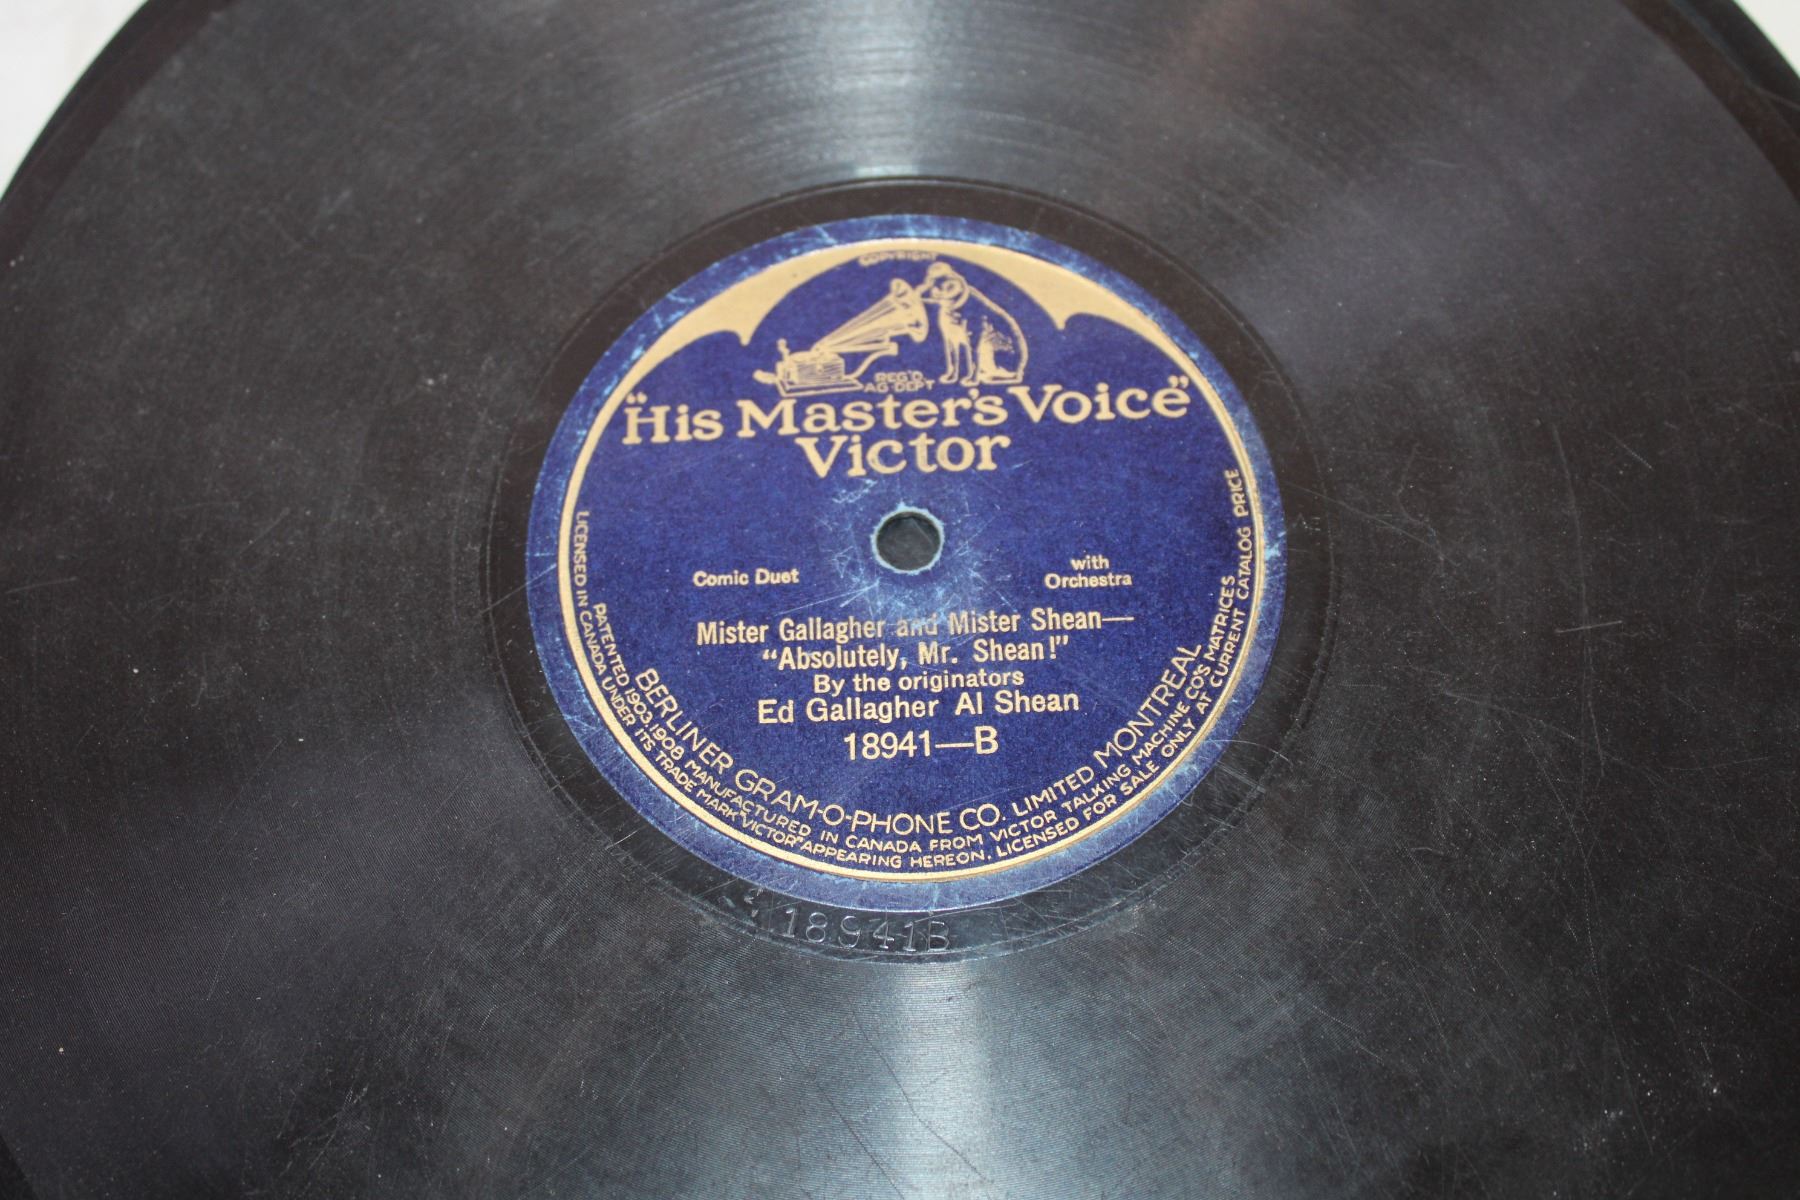 COPYRIGHT
REG'D
AG DEPT
"His Master's Voice"
Victor
Comic Duet
with
Orchestra
Mister Gallagher and Mister Shean—
"Absolutely, Mr. Shean!"
By the originators
Ed Gallagher Al Shean
18941—B
BERLINER GRAM-O-PHONE CO. LIMITED MONTREAL
PATENTED 1903, 1908 MANUFACTURED IN CANADA FROM VICTOR TALKING MACHINE CO'S MATRICES
LICENSED IN CANADA UNDER ITS TRADE MARK "VICTOR" APPEARING HEREON. LICENSED FOR SALE ONLY AT CURRENT CATALOG PRICE
18941B